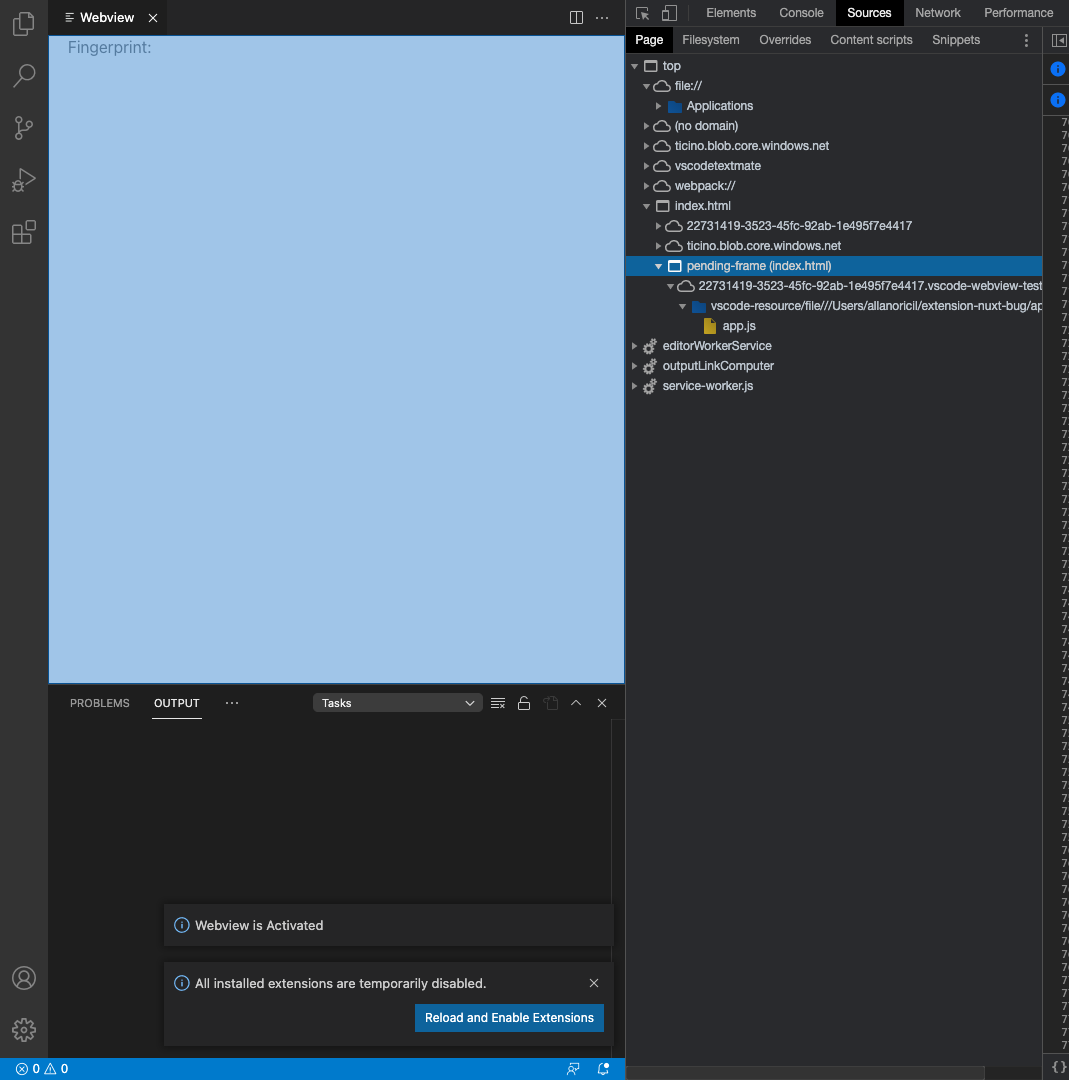 Webview
Fingerprint:
PROBLEMS
OUTPUT
Tasks
Webview is Activated
All installed extensions are temporarily disabled.
Reload and Enable Extensions
0
0
Elements
Console
Sources
Network
Performance
Page
Filesystem
Overrides
Content scripts
Snippets
top
file://
Applications
(no domain)
ticino.blob.core.windows.net
vscodetextmate
webpack://
index.html
22731419-3523-45fc-92ab-1e495f7e4417
ticino.blob.core.windows.net
pending-frame (index.html)
22731419-3523-45fc-92ab-1e495f7e4417.vscode-webview-test
vscode-resource/file///Users/allanoricil/extension-nuxt-bug/ap
app.js
editorWorkerService
outputLinkComputer
service-worker.js
{}